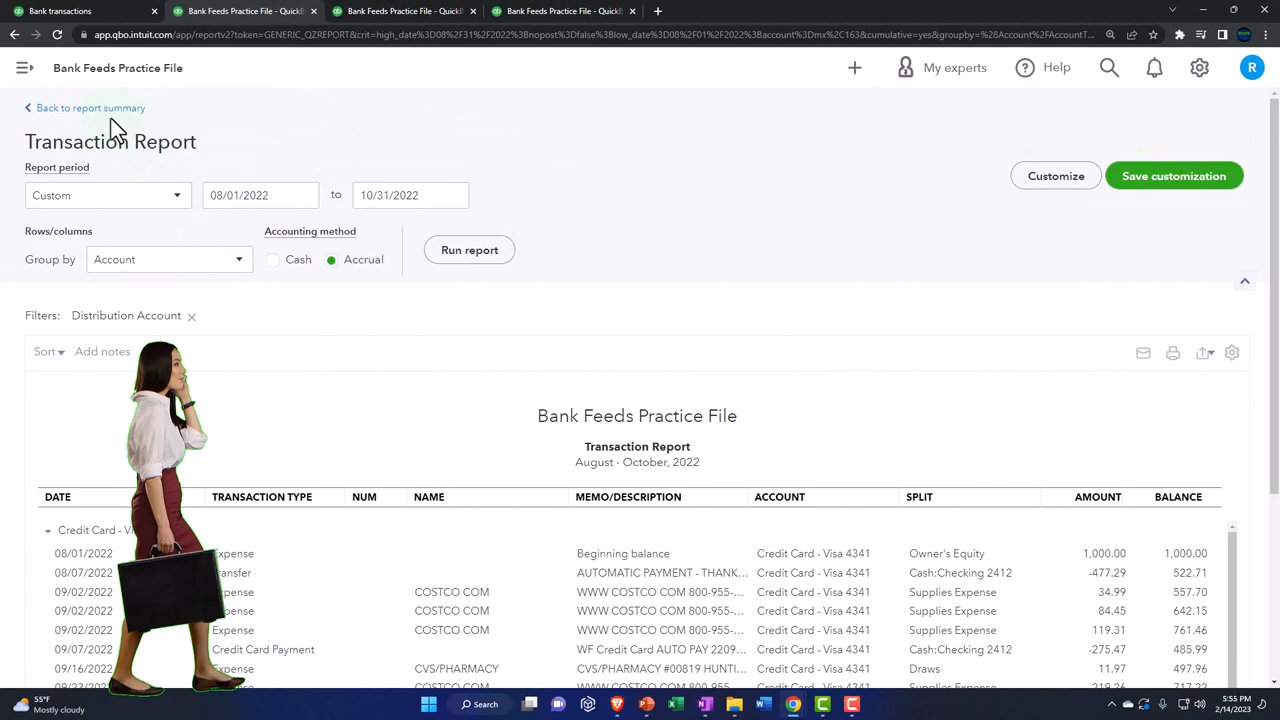 Bank transactions
Bank Feeds Practice File - QuickB
Bank Feeds Practice File - QuickB
Bank Feeds Practice File - QuickB
app.qbo.intuit.com/app/reportv2?token=GENERIC_QZREPORT&crit=high_date%3D08%2F31%2F2022%3Bnopost%3Dfalse%3Blow_date%3D08%2F01%2F2022%3Baccount%3Dmx%2C163&cumulative=yes&groupby=%28Account%2FAccountT...
Bank Feeds Practice File
My experts
Help
R
Back to report summary
Transaction Report
Report period
Custom 08/01/2022 to 10/31/2022
Customize Save customization
Rows/columns Accounting method
Group by Account Cash Accrual Run report
Filters: Distribution Account
Sort Add notes
Bank Feeds Practice File
Transaction Report
August - October, 2022
DATE TRANSACTION TYPE NUM NAME MEMO/DESCRIPTION ACCOUNT SPLIT AMOUNT BALANCE
Credit Card -
08/01/2022 Expense Beginning balance Credit Card - Visa 4341 Owner's Equity 1,000.00 1,000.00
08/07/2022 AUTOMATIC PAYMENT - THANK... Credit Card - Visa 4341 Cash:Checking 2412 -477.29 522.71
09/02/2022 COSTCO COM WWW COSTCO COM 800-955-... Credit Card - Visa 4341 Supplies Expense 34.99 557.70
09/02/2022 COSTCO COM WWW COSTCO COM 800-955-... Credit Card - Visa 4341 Supplies Expense 84.45 642.15
09/02/2022 Expense COSTCO COM WWW COSTCO COM 800-955-... Credit Card - Visa 4341 Supplies Expense 119.31 761.46
09/07/2022 Credit Card Payment WF Credit Card AUTO PAY 2209... Credit Card - Visa 4341 Cash:Checking 2412 -275.47 485.99
09/16/2022 CVS/PHARMACY CVS/PHARMACY #00819 HUNTI... Credit Card - Visa 4341 Draws 11.97 497.96
55°F
Mostly cloudy
Search
5:55 PM
2/14/2023